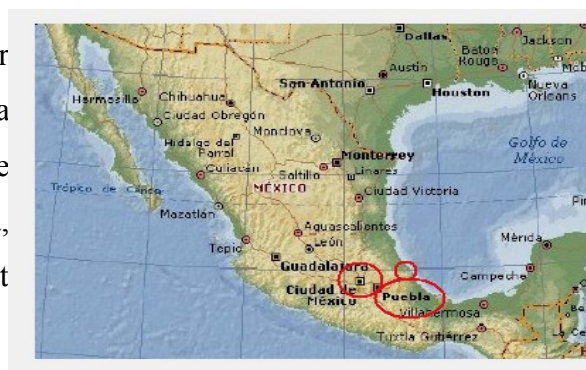 r
a
e
,
t
Dallas
Jackson
Baton
Rouge
Mob
Austin
San Antonio
Houston
Nueva
Orleans
Hermosillo
Chihuahua
Ciudad Obregón
Hidalgo del
Parral
Monclova
Golfo de
México
Culiacán
Monterrey
Saltillo
Linares
Trópico de Cancer
MÉXICO
Ciudad Victoria
Mazatlán
Aguascalientes
Tepic
León
Mérida
Guadalajara
Campeche
Ciudad de
México
Puebla
Villahermosa
Tuxtla Gutiérrez